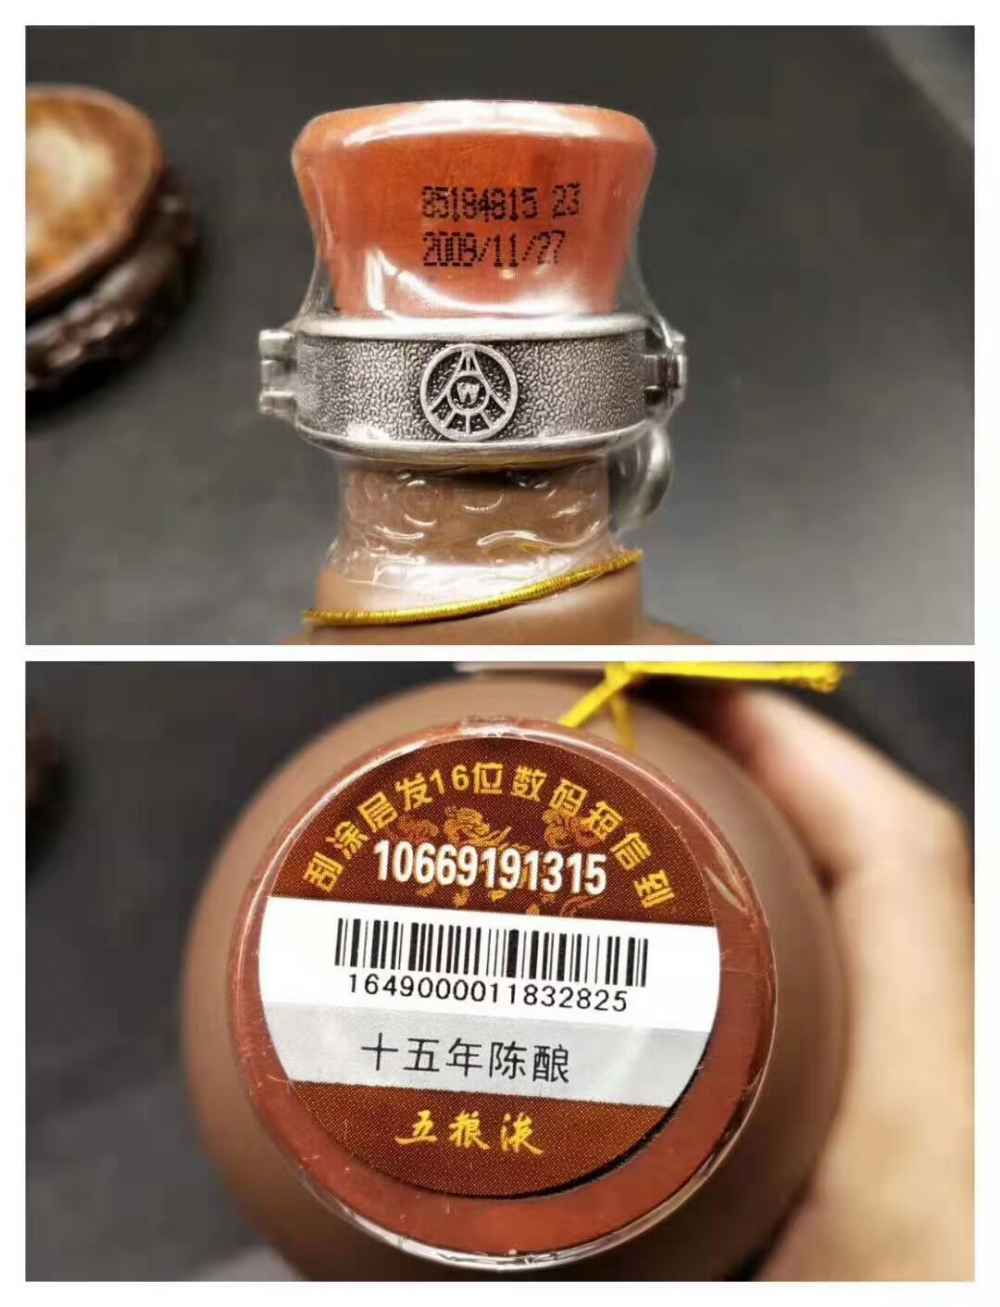 85184815 23
2009/11/27
W
刮涂层发16位数码短信到
10669191315
1649000011832825
十五年陈酿
五粮液